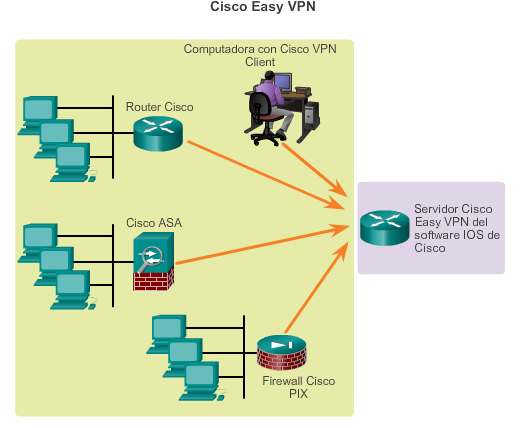 Cisco Easy VPN
Computadora con Cisco VPN
Client
Router Cisco
Cisco ASA
Servidor Cisco
Easy VPN del
software IOS de
Cisco
Firewall Cisco
PIX